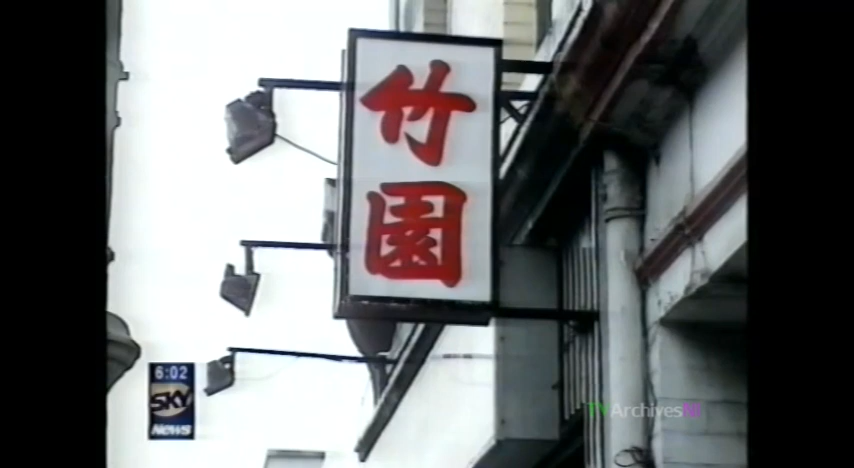 竹
園
6:02
SKY
News
TVArchivesNI